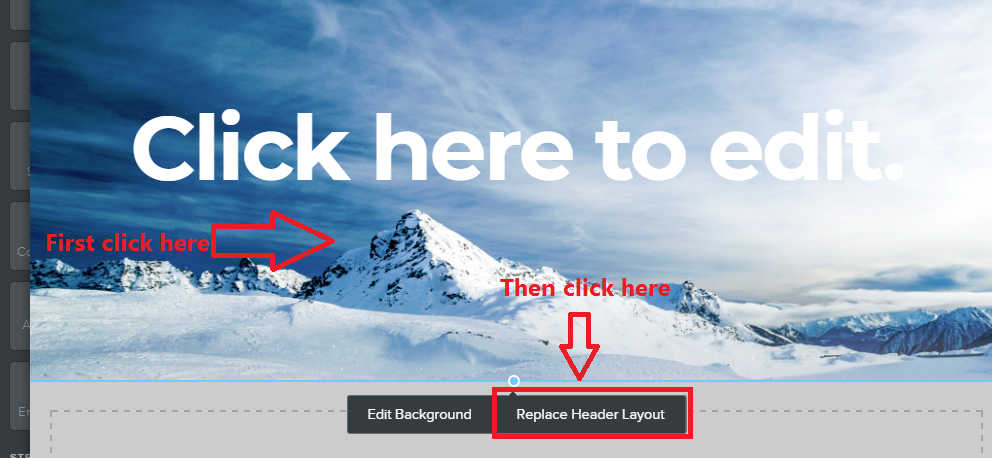 Click here to edit.
First click here
Then click here
Edit Background
Replace Header Layout